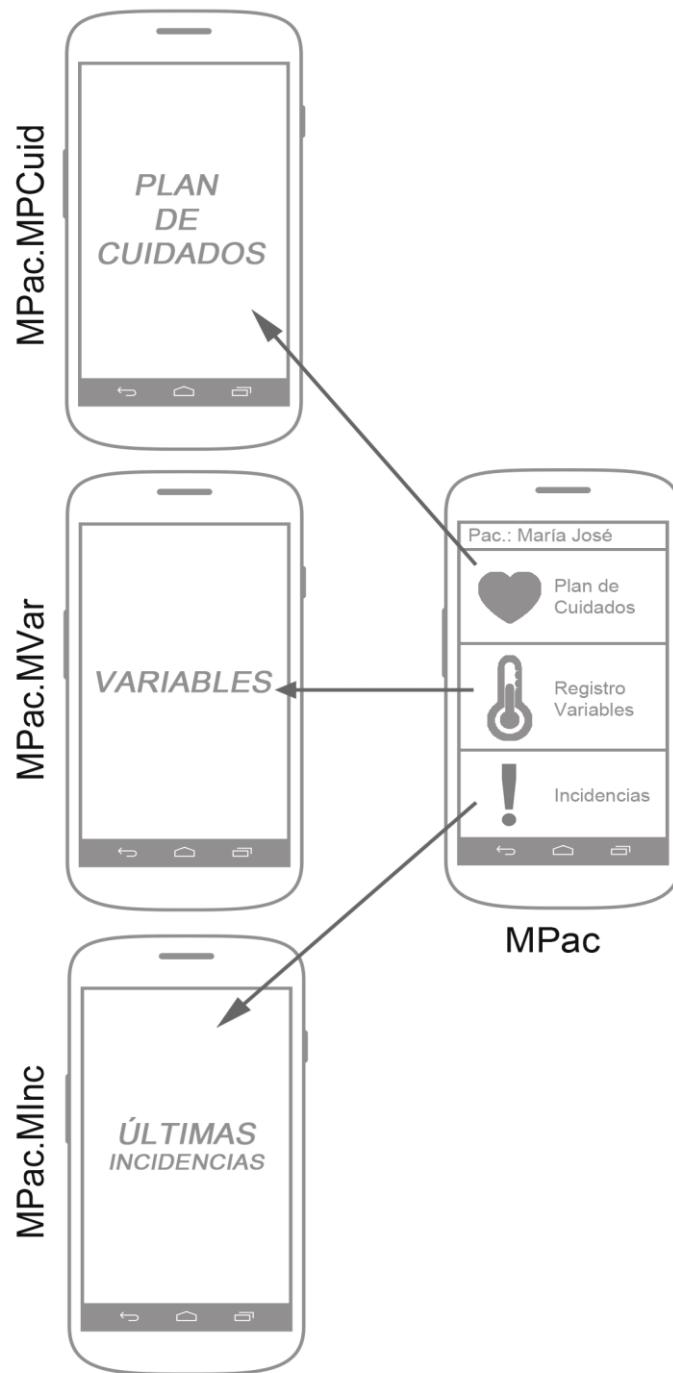 MPac.MPCuid
PLAN
DE
CUIDADOS
MPac.MVar
VARIABLES
Pac.: María José
Plan de
Cuidados
Registro
Variables
Incidencias
MPac
MPac.MInc
ÚLTIMAS
INCIDENCIAS